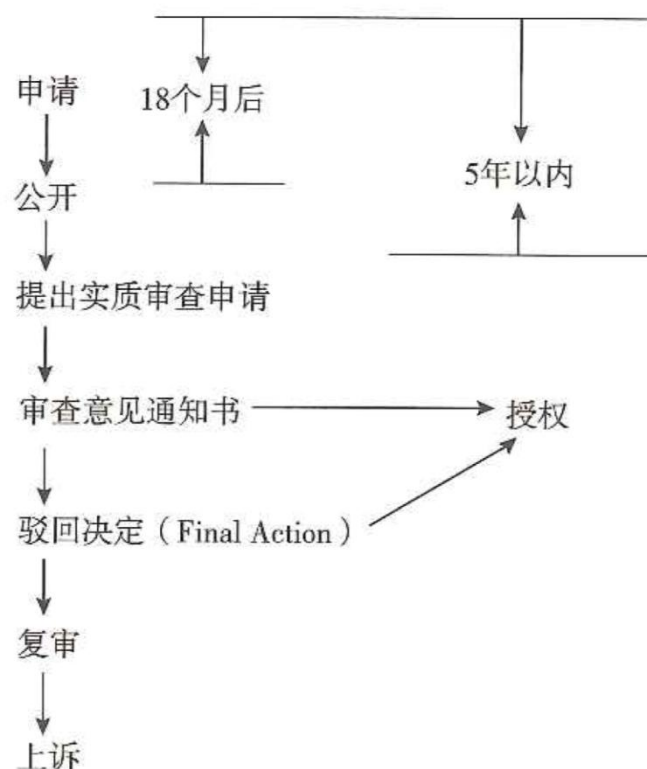 申请
18个月后
5年以内
公开
提出实质审查申请
审查意见通知书
授权
驳回决定（Final Action）
复审
上诉